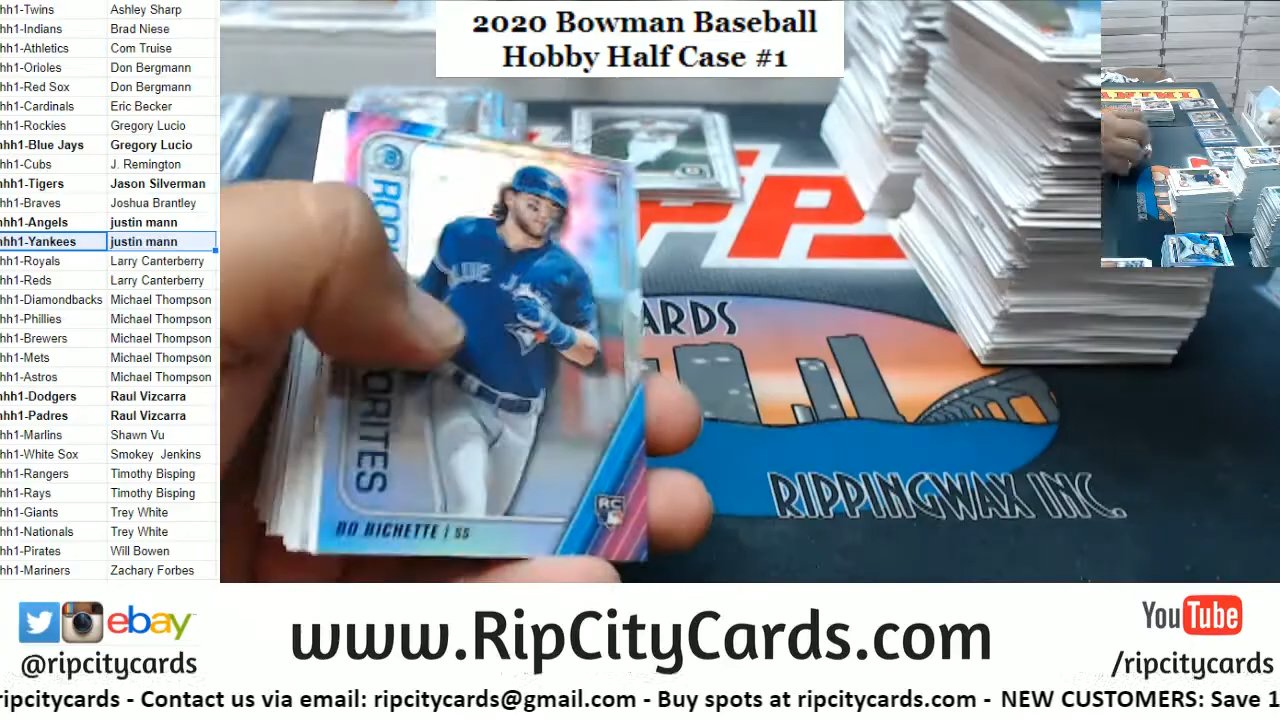 hh1-Twins Ashley Sharp
hh1-Indians Brad Niese
hh1-Athletics Com Truise
hh1-Orioles Don Bergmann
hh1-Red Sox Don Bergmann
hh1-Cardinals Eric Becker
hh1-Rockies Gregory Lucio
hh1-Blue Jays Gregory Lucio
hh1-Cubs J. Remington
hh1-Tigers Jason Silverman
hh1-Braves Joshua Brantley
hh1-Angels justin mann
hh1-Yankees justin mann
hh1-Royals Larry Canterberry
hh1-Reds Larry Canterberry
hh1-Diamondbacks Michael Thompson
hh1-Phillies Michael Thompson
hh1-Brewers Michael Thompson
hh1-Mets Michael Thompson
hh1-Astros Michael Thompson
hh1-Dodgers Raul Vizcarra
hh1-Padres Raul Vizcarra
hh1-Marlins Shawn Vu
hh1-White Sox Smokey Jenkins
hh1-Rangers Timothy Bisping
hh1-Rays Timothy Bisping
hh1-Giants Trey White
hh1-Nationals Trey White
hh1-Pirates Will Bowen
hh1-Mariners Zachary Forbes
2020 Bowman Baseball
Hobby Half Case #1
PANINI
BO BICHETTE | SS
RC
ARDS
RIPPINGWAX INC.
ebay
@ripcitycards
www.RipCityCards.com
YouTube
/ripcitycards
ripcitycards - Contact us via email: ripcitycards@gmail.com - Buy spots at ripcitycards.com - NEW CUSTOMERS: Save 1